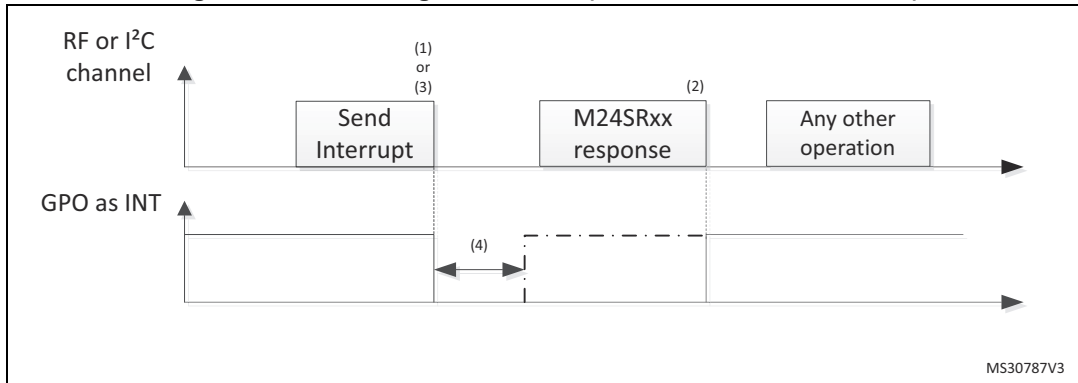 RF or I²C
channel
(1)
or
(3)
(2)
Send
Interrupt
M24SRxx
response
Any other
operation
GPO as INT
(4)
MS30787V3